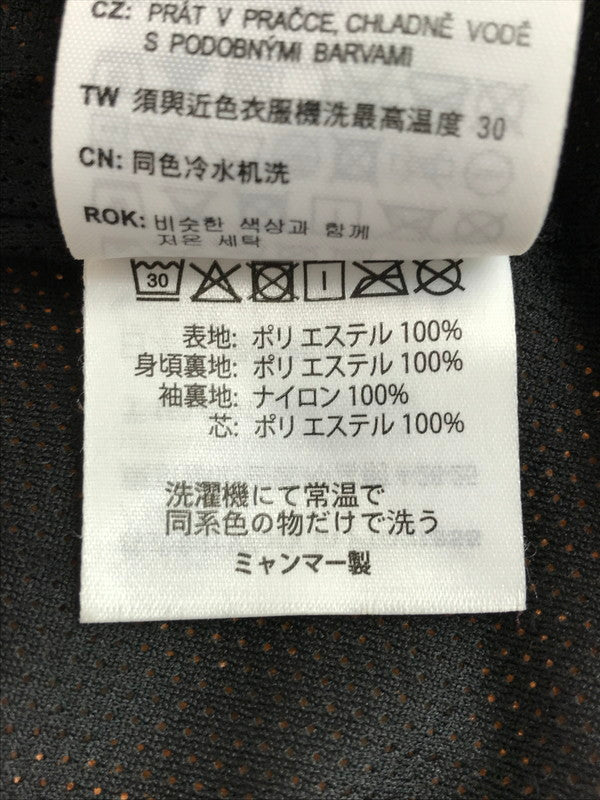 CZ: PRÁT V PRAČCE, CHLADNĚ VODĚ
S PODOBNÝMI BARVAMI
TW 須與近色衣服機洗最高温度 30
CN: 同色冷水机洗
ROK: 비슷한 색상과 함께
저온 세탁
30
表地: ポリエステル 100%
身頃裏地: ポリエステル 100%
袖裏地: ナイロン 100%
芯: ポリエステル 100%
洗濯機にて常温で
同系色の物だけで洗う
ミャンマー製